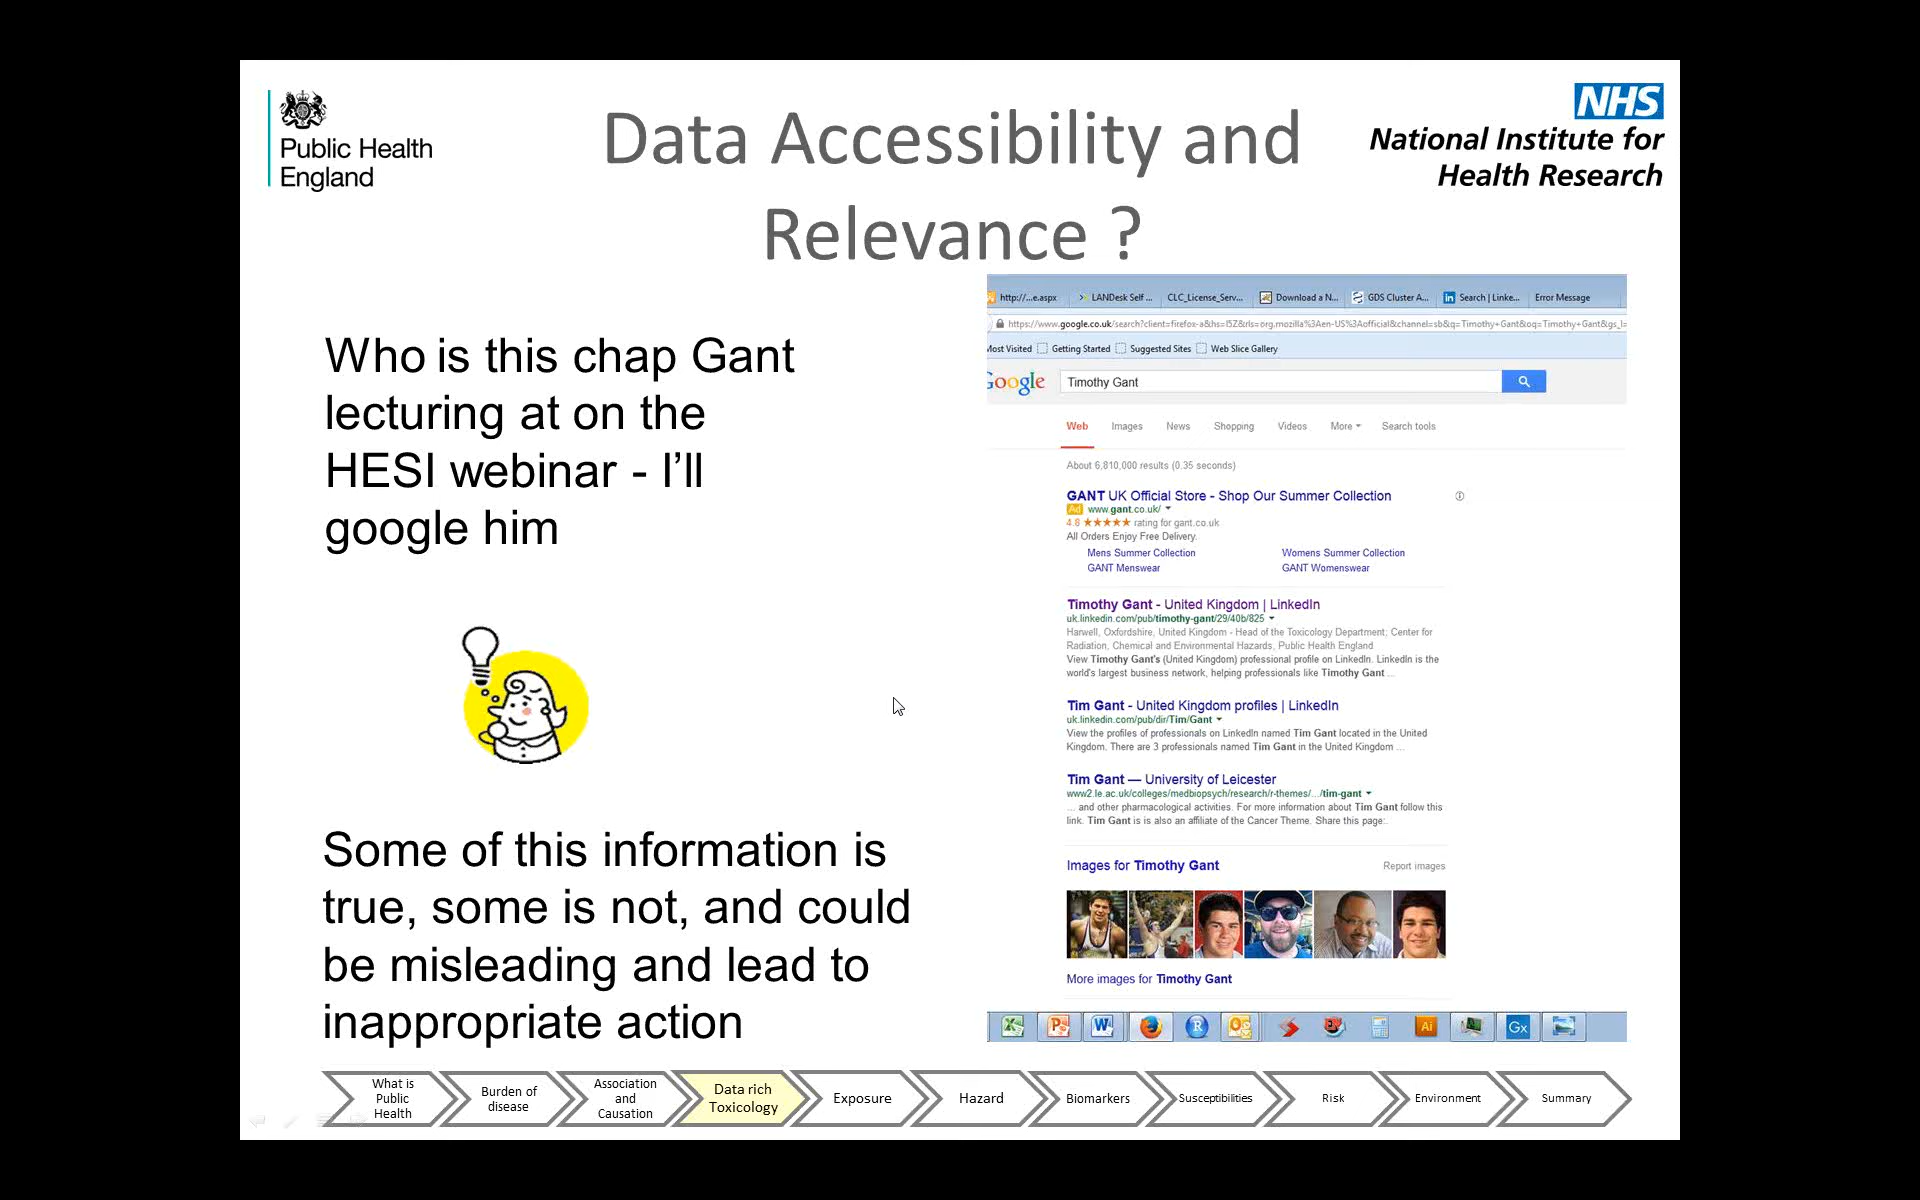 Public Health
England
Data Accessibility and
Relevance ?
NHS
National Institute for
Health Research
Who is this chap Gant
lecturing at on the
HESI webinar - I’ll
google him
Some of this information is
true, some is not, and could
be misleading and lead to
inappropriate action
http://...e.aspx LANDesk Self ... CLC_License_Serv... Download a N... GDS Cluster A... Search | Linke... Error Message
https://www.google.co.uk/search?client=firefox-a&hs=I5Z&rls=org.mozilla%3Aen-US%3Aofficial&channel=sb&q=Timothy+Gant&oq=Timothy+Gant&gs_l=
Most Visited Getting Started Suggested Sites Web Slice Gallery
Google Timothy Gant
Web Images News Shopping Videos More Search tools
About 6,810,000 results (0.35 seconds)
GANT UK Official Store - Shop Our Summer Collection
Ad www.gant.co.uk/
4.8 ★★★★★ rating for gant.co.uk
All Orders Enjoy Free Delivery.
Mens Summer Collection Womens Summer Collection
GANT Menswear GANT Womenswear
Timothy Gant - United Kingdom | LinkedIn
uk.linkedin.com/pub/timothy-gant/29/40b/825
Harwell, Oxfordshire, United Kingdom - Head of the Toxicology Department; Center for
Radiation, Chemical and Environmental Hazards, Public Health England
View Timothy Gant's (United Kingdom) professional profile on LinkedIn. LinkedIn is the
world's largest business network, helping professionals like Timothy Gant ...
Tim Gant - United Kingdom profiles | LinkedIn
uk.linkedin.com/pub/dir/Tim/Gant
View the profiles of professionals on LinkedIn named Tim Gant located in the United
Kingdom. There are 3 professionals named Tim Gant in the United Kingdom ...
Tim Gant — University of Leicester
www2.le.ac.uk/colleges/medbiopsych/research/r-themes/.../tim-gant
... and other pharmacological activities. For more information about Tim Gant follow this
link. Tim Gant is is also an affiliate of the Cancer Theme. Share this page:.
Images for Timothy Gant Report images
More images for Timothy Gant
Ai
Gx
What is
Public
Health
Burden of
disease
Association
and
Causation
Data rich
Toxicology
Exposure
Hazard
Biomarkers
Susceptibilities
Risk
Environment
Summary